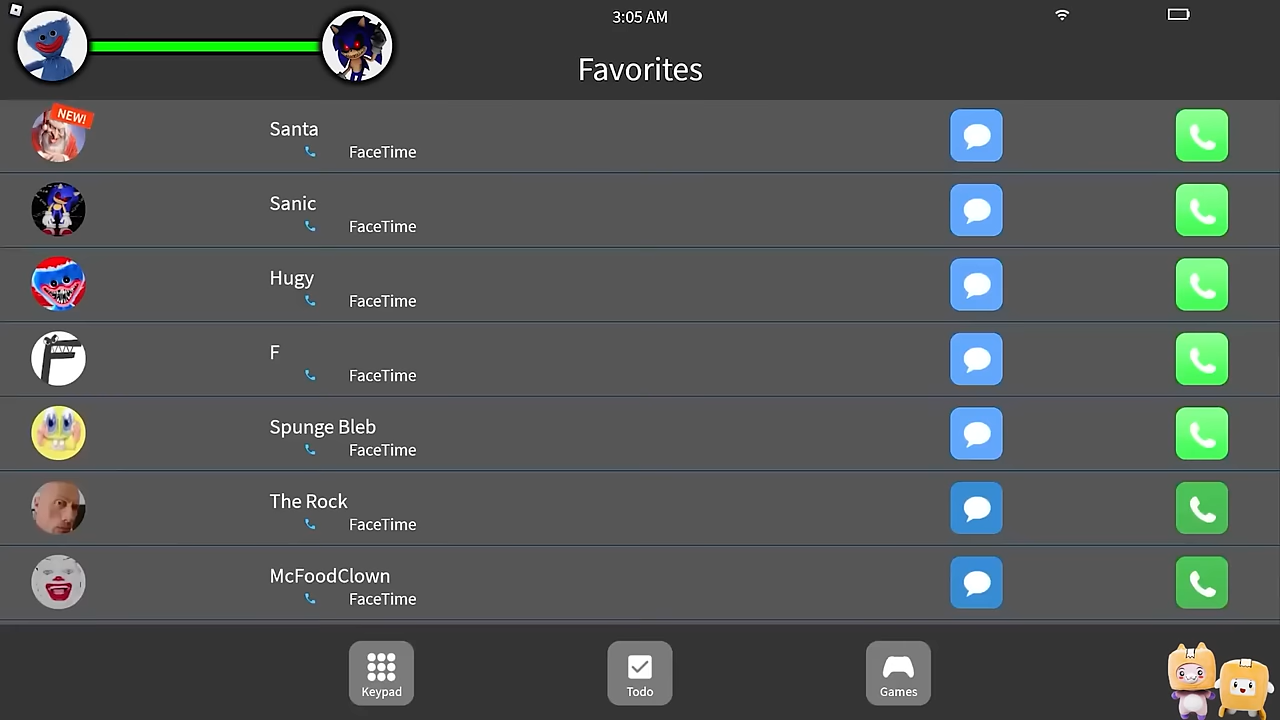 3:05 AM
Favorites
NEW!
Santa
FaceTime
Sanic
FaceTime
Hugy
FaceTime
F
FaceTime
Spunge Bleb
FaceTime
The Rock
FaceTime
McFoodClown
FaceTime
Keypad
Todo
Games